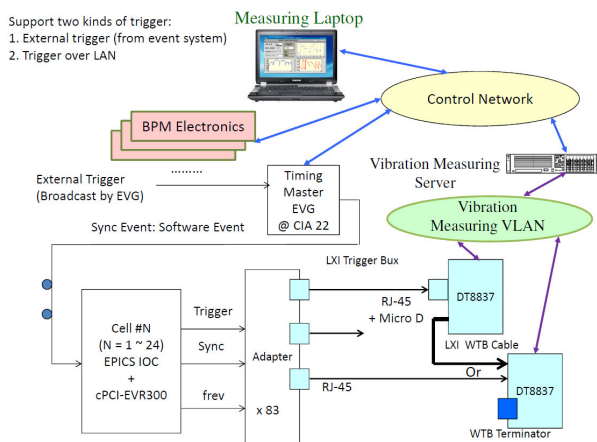 Support two kinds of trigger:
1. External trigger (from event system)
2. Trigger over LAN
Measuring Laptop
Control Network
BPM Electronics
.........
External Trigger
(Broadcast by EVG)
Timing
Master
EVG
@ CIA 22
Vibration Measuring
Server
Vibration
Measuring VLAN
Sync Event: Software Event
LXI Trigger Bux
Cell #N
(N = 1 ~ 24)
EPICS IOC
+
cPCI-EVR300
Trigger
Sync
frev
Adapter
x 83
RJ-45
+ Micro D
DT8837
LXI WTB Cable
Or
RJ-45
DT8837
WTB Terminator